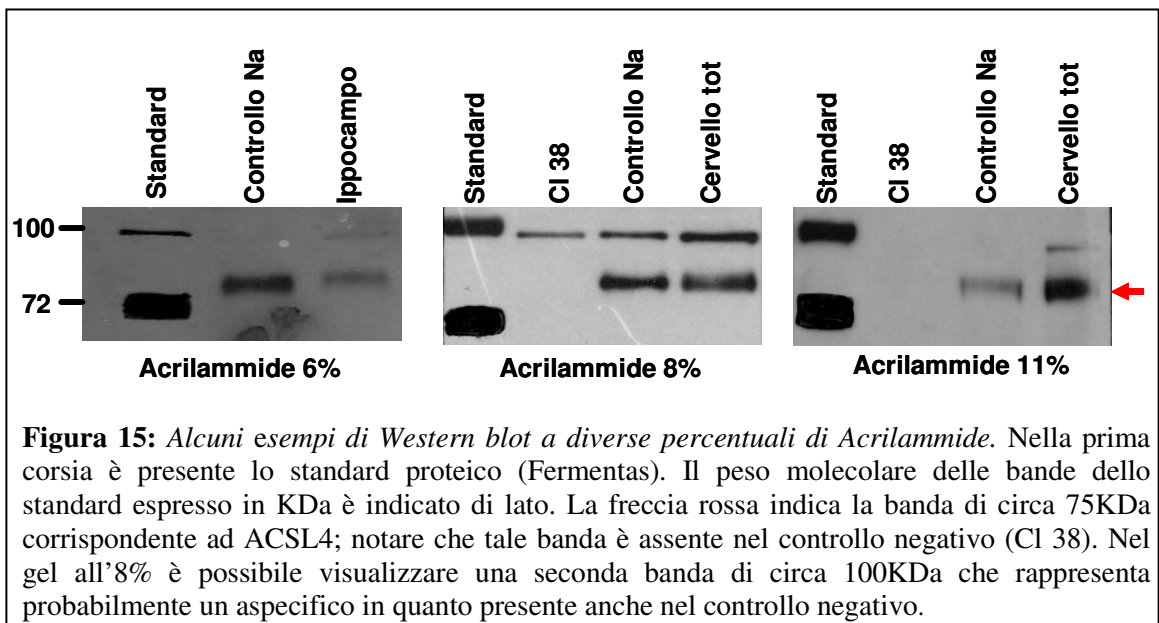 Standard
Controllo Na
Ippocampo
Standard
Cl 38
Controllo Na
Cervello tot
Standard
Cl 38
Controllo Na
Cervello tot
100
72
Acrilammide 6%
Acrilammide 8%
Acrilammide 11%
Figura 15: Alcuni esempi di Western blot a diverse percentuali di Acrilammide. Nella prima
corsia è presente lo standard proteico (Fermentas). Il peso molecolare delle bande dello
standard espresso in KDa è indicato di lato. La freccia rossa indica la banda di circa 75KDa
corrispondente ad ACSL4; notare che tale banda è assente nel controllo negativo (Cl 38). Nel
gel all'8% è possibile visualizzare una seconda banda di circa 100KDa che rappresenta
probabilmente un aspecifico in quanto presente anche nel controllo negativo.